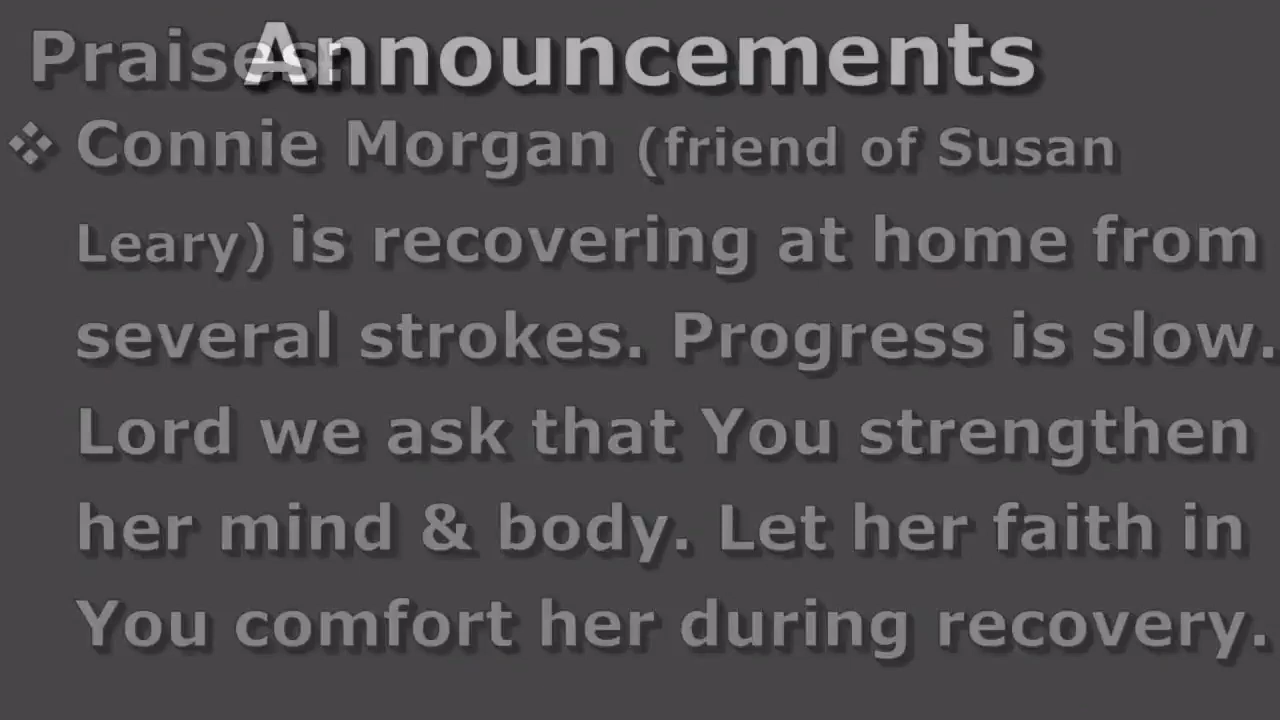 Praises:
Announcements
❖ Connie Morgan (friend of Susan
Leary) is recovering at home from
several strokes. Progress is slow.
Lord we ask that You strengthen
her mind & body. Let her faith in
You comfort her during recovery.